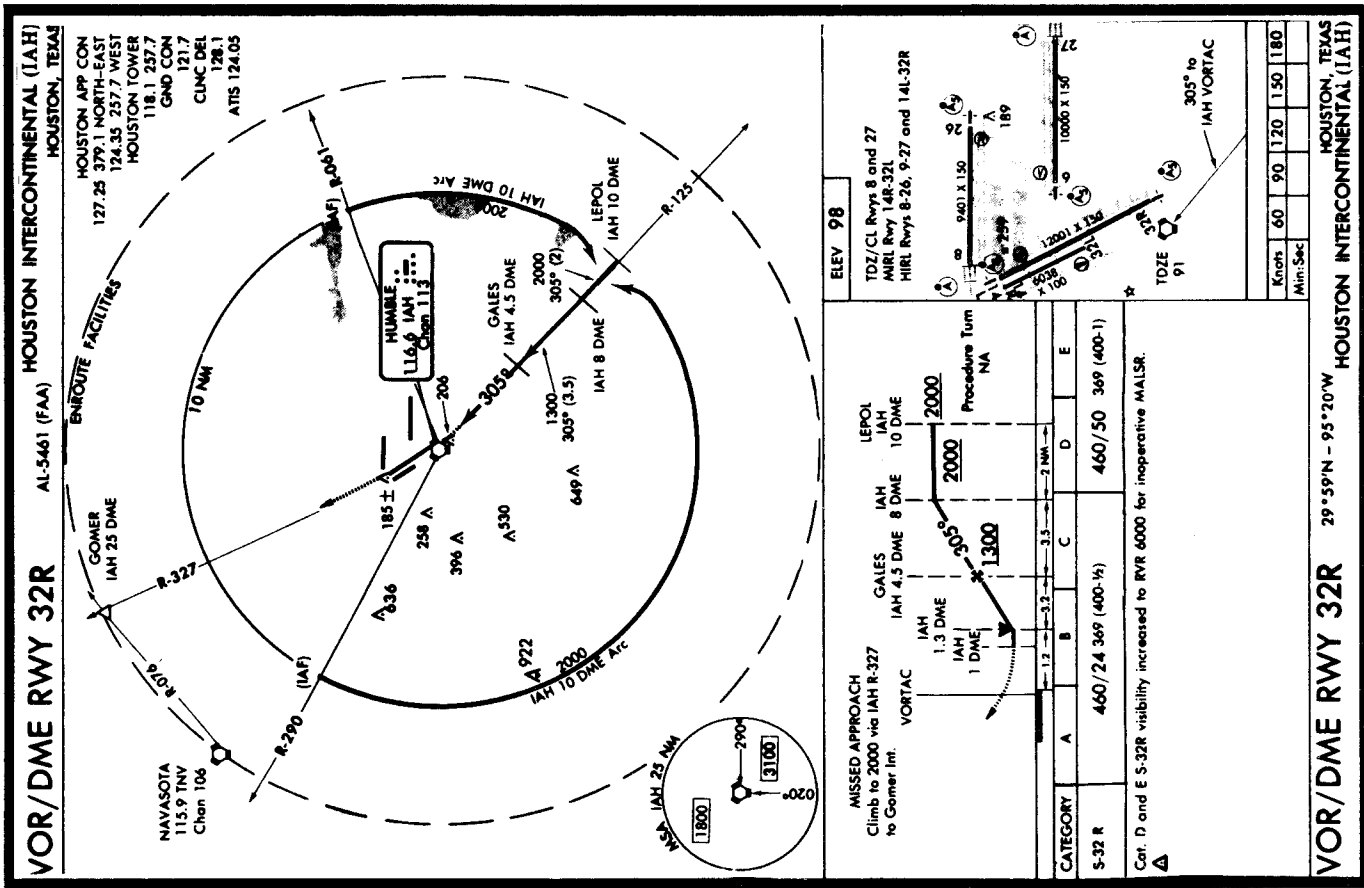 VOR/DME RWY 32R
AL-5461 (FAA)
HOUSTON INTERCONTINENTAL (IAH)
HOUSTON, TEXAS
HOUSTON APP CON
127.25 379.1 NORTH-EAST
124.35 257.7 WEST
HOUSTON TOWER
118.1 257.7
GND CON
121.7
CLNC DEL
128.1
ATIS 124.05
ENROUTE FACILITIES
10 NM
GOMER
IAH 25 DME
R-327
R-076
NAVASOTA
115.9 TNV
Chan 106
R-290
(IAF)
R-061
(IAF)
IAH 10 DME Arc
HUMBLE
116.6 IAH
Chan 113
206
185 ±
258
396
530
649
636
922
2000
IAH 10 DME Arc
305°
GALES
IAH 4.5 DME
1300
305° (3.5)
IAH 8 DME
2000
305° (2)
LEPOL
IAH 10 DME
R-125
MSA IAH 25 NM
1800
3100
290°
020°
MISSED APPROACH
Climb to 2000 via IAH R-327
to Gomer Int.
VORTAC
IAH
1 DME
IAH
1.3 DME
GALES
IAH 4.5 DME
IAH
8 DME
LEPOL
IAH
10 DME
2000
2000
305°
1300
Procedure Turn
NA
1.2
3.2
3.5
2 NM
CATEGORY A B C D E
S-32 R 460/24 369 (400-½) 460/50 369 (400-1)
Cat. D and E S-32R visibility increased to RVR 6000 for inoperative MALSR.
ELEV 98
TDZ/CL Rwys 8 and 27
MIRL Rwy 14R-32L
HIRL Rwys 8-26, 9-27 and 14L-32R
8
9401 X 150
26
189
259
9
10000 X 150
27
12001 X 150
32R
6038
X 100
32L
TDZE
91
305° to
IAH VORTAC
Knots 60 90 120 150 180
Min:Sec
VOR/DME RWY 32R
29°59'N – 95°20'W
HOUSTON, TEXAS
HOUSTON INTERCONTINENTAL (IAH)